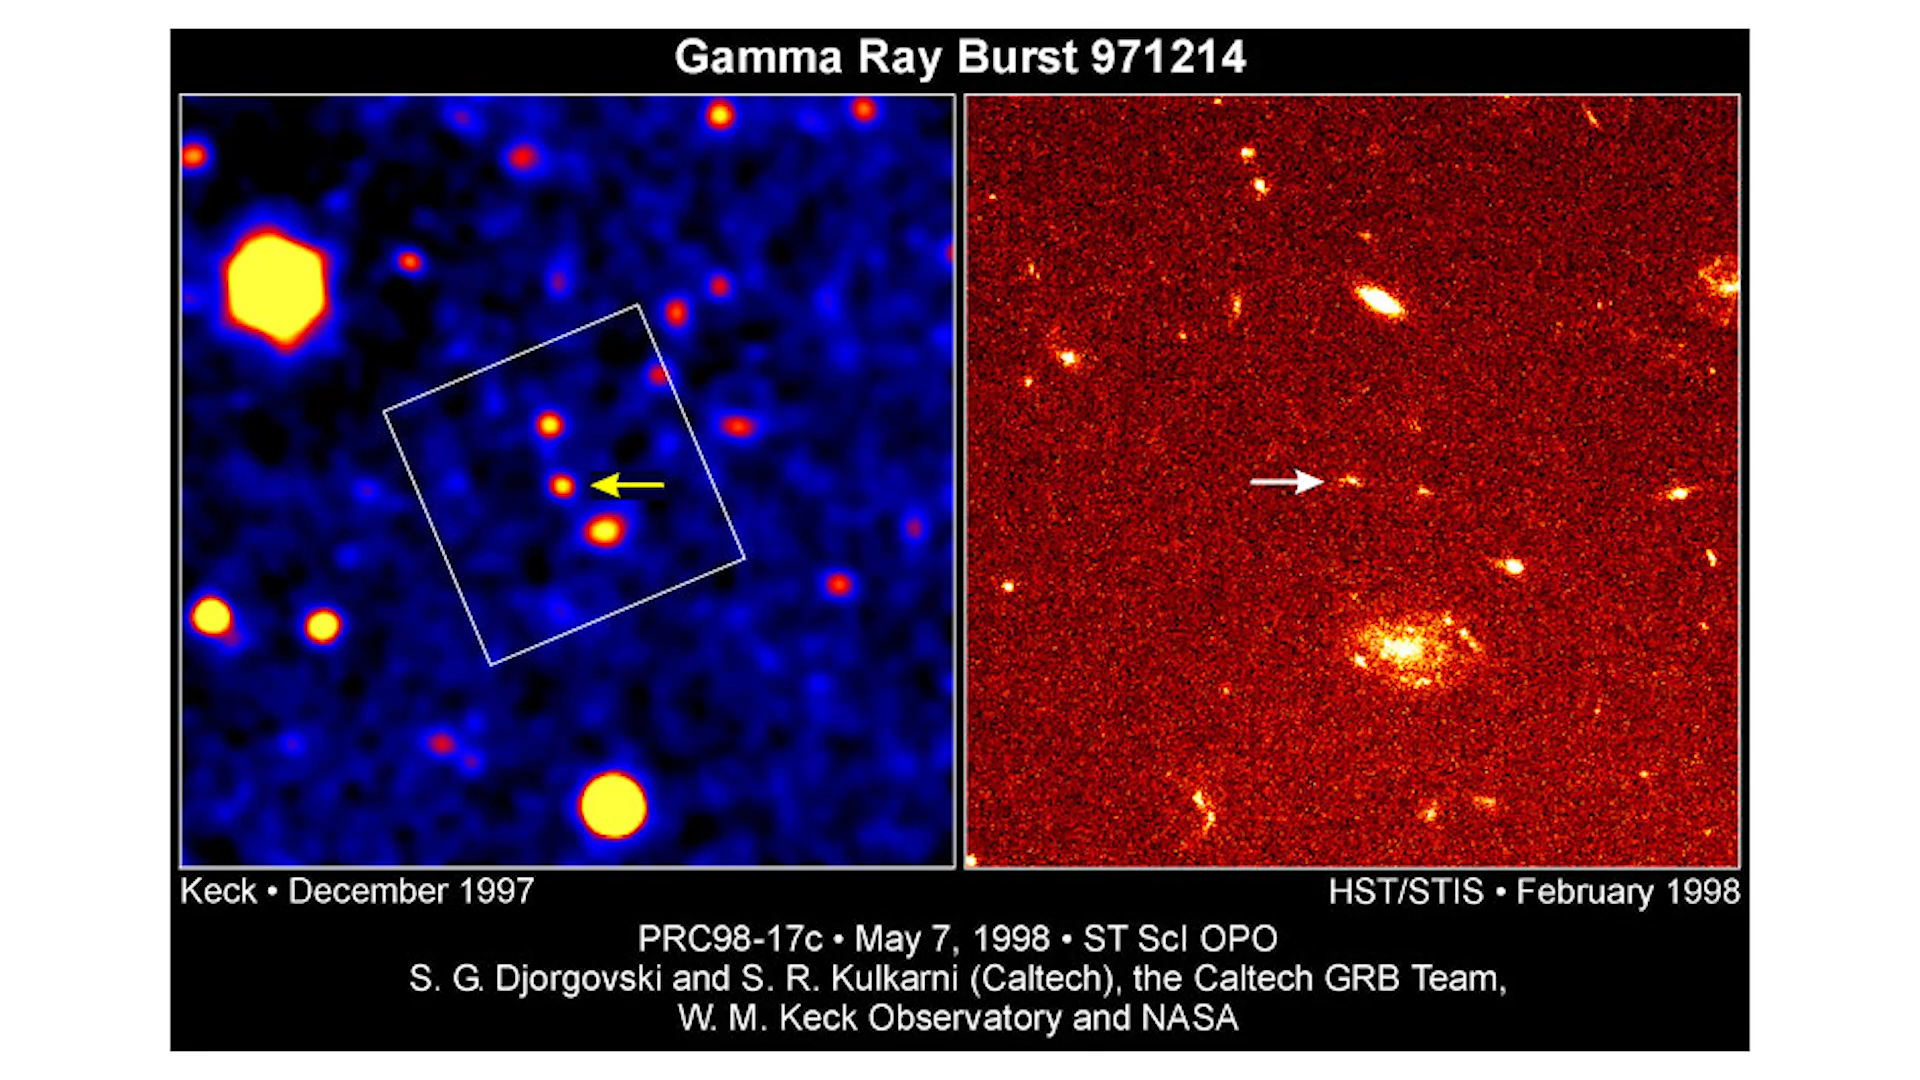 Gamma Ray Burst 971214
Keck • December 1997
HST/STIS • February 1998
PRC98-17c • May 7, 1998 • ST ScI OPO
S. G. Djorgovski and S. R. Kulkarni (Caltech), the Caltech GRB Team,
W. M. Keck Observatory and NASA